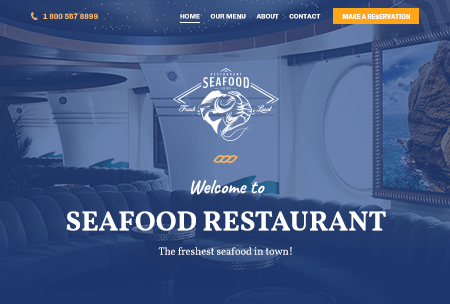 1 800 567 8899
HOME OUR MENU ABOUT CONTACT MAKE A RESERVATION
RESTAURANT
SEAFOOD
Fresh Local
Welcome to
SEAFOOD RESTAURANT
The freshest seafood in town!